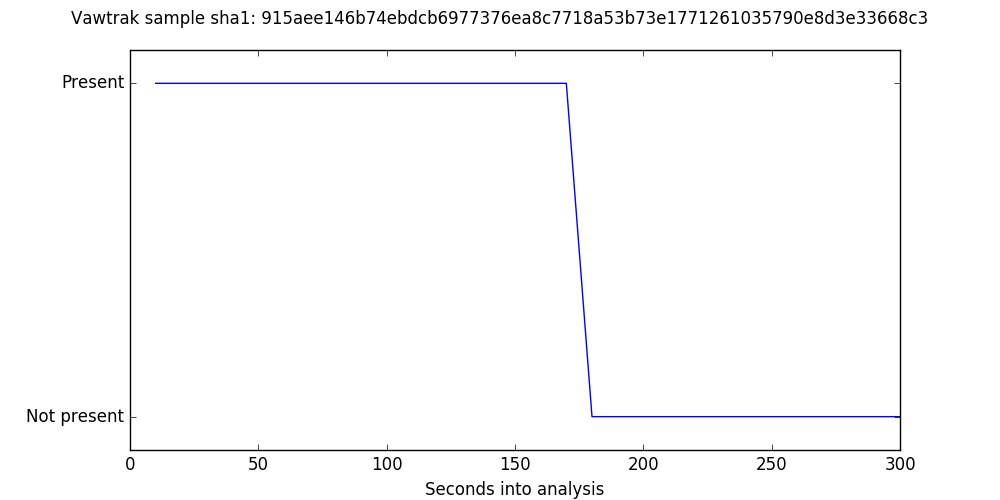 Vawtrak sample sha1: 915aee146b74ebdcb6977376ea8c7718a53b73e1771261035790e8d3e33668c3
Present
Not present
0 50 100 150 200 250 300
Seconds into analysis